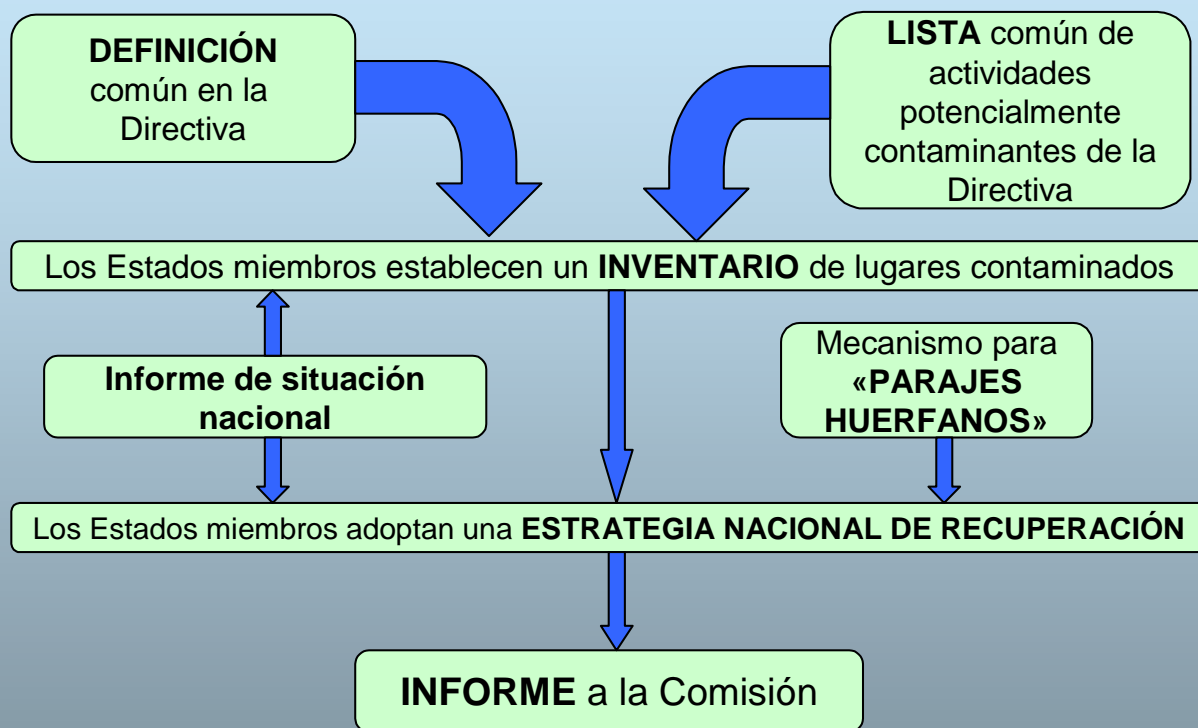 DEFINICIÓN
común en la
Directiva
LISTA común de
actividades
potencialmente
contaminantes de la
Directiva
Los Estados miembros establecen un INVENTARIO de lugares contaminados
Informe de situación
nacional
Mecanismo para
«PARAJES
HUERFANOS»
Los Estados miembros adoptan una ESTRATEGIA NACIONAL DE RECUPERACIÓN
INFORME a la Comisión